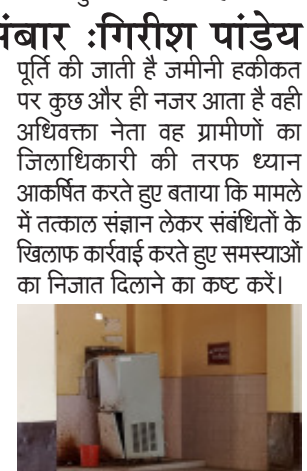 गिरीश पांडेय
पूर्ति की जाती है जमीनी हकीकत
पर कुछ और ही नजर आता है वही
अधिवक्ता नेता वह ग्रामीणों का
जिलाधिकारी की तरफ ध्यान
आकर्षित करते हुए बताया कि मामले
में तत्काल संज्ञान लेकर संबंधितों के
खिलाफ कार्रवाई करते हुए समस्याओं
का निजात दिलाने का कष्ट करें।